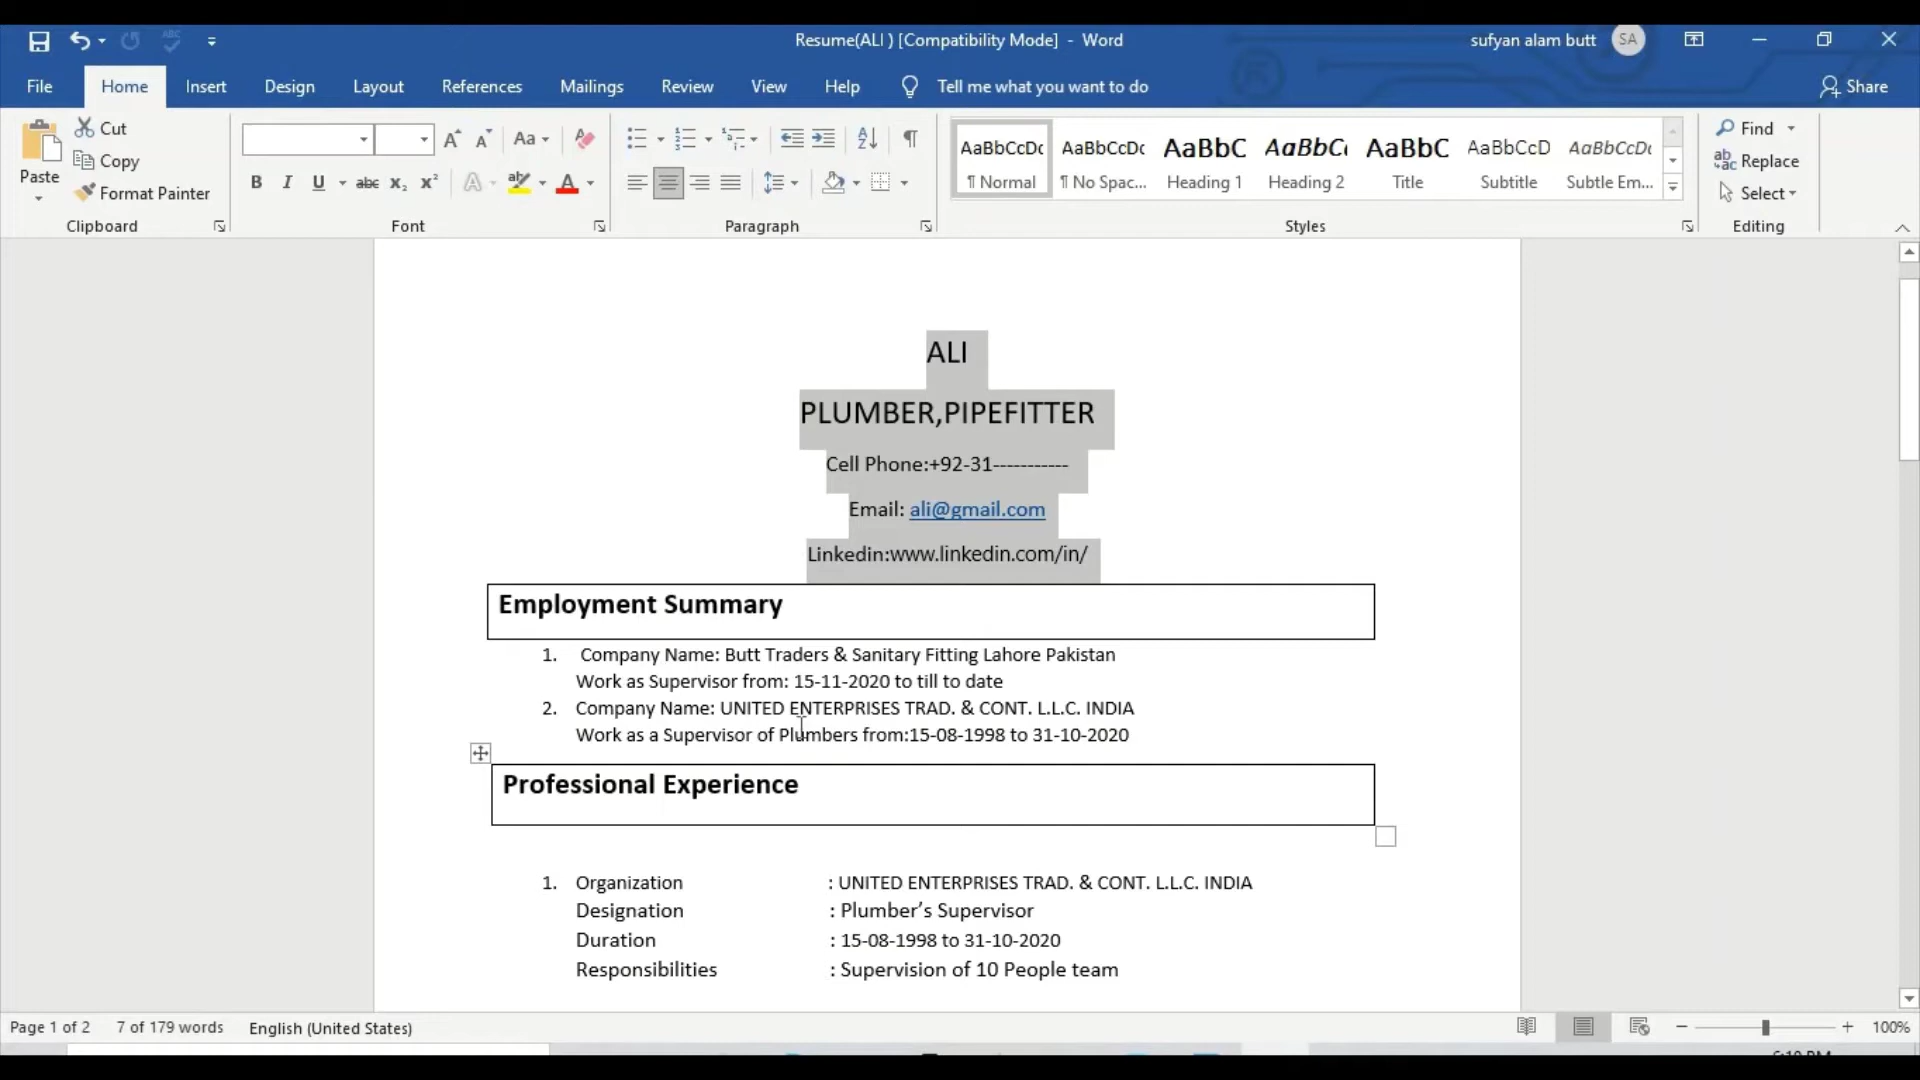 Resume(ALI ) [Compatibility Mode] - Word
sufyan alam butt
SA
File
Home
Insert
Design
Layout
References
Mailings
Review
View
Help
Tell me what you want to do
Share
Paste
Cut
Copy
Format Painter
Clipboard
Font
Paragraph
AaBbCcDc
¶ Normal
AaBbCcDc
¶ No Spac...
AaBbC
Heading 1
AaBbC
Heading 2
AaBbC
Title
AaBbCcD
Subtitle
AaBbCcDc
Subtle Em...
Styles
Find
Replace
Select
Editing
ALI
PLUMBER,PIPEFITTER
Cell Phone:+92-31-----------
Email: ali@gmail.com
Linkedin:www.linkedin.com/in/
Employment Summary
1. Company Name: Butt Traders & Sanitary Fitting Lahore Pakistan
Work as Supervisor from: 15-11-2020 to till to date
2. Company Name: UNITED ENTERPRISES TRAD. & CONT. L.L.C. INDIA
Work as a Supervisor of Plumbers from:15-08-1998 to 31-10-2020
Professional Experience
1. Organization : UNITED ENTERPRISES TRAD. & CONT. L.L.C. INDIA
Designation : Plumber’s Supervisor
Duration : 15-08-1998 to 31-10-2020
Responsibilities : Supervision of 10 People team
Page 1 of 2
7 of 179 words
English (United States)
100%